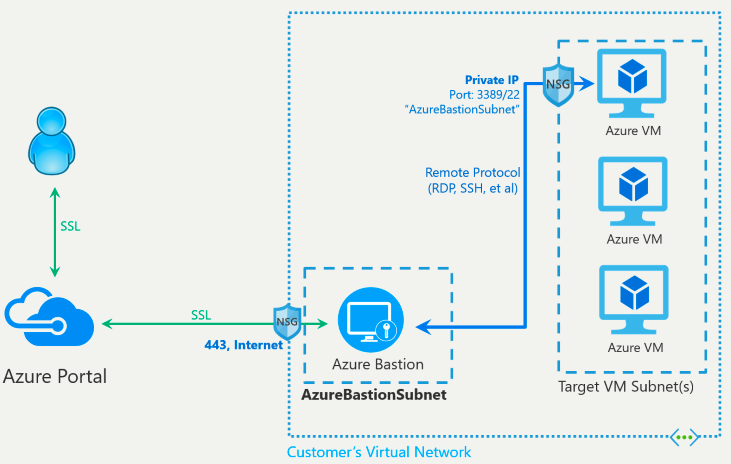 Private IP
Port: 3389/22
"AzureBastionSubnet"
NSG
Azure VM
Remote Protocol
(RDP, SSH, et al)
SSL
Azure VM
SSL
NSG
443, Internet
Azure VM
Azure Portal
Azure Bastion
AzureBastionSubnet
Target VM Subnet(s)
Customer's Virtual Network